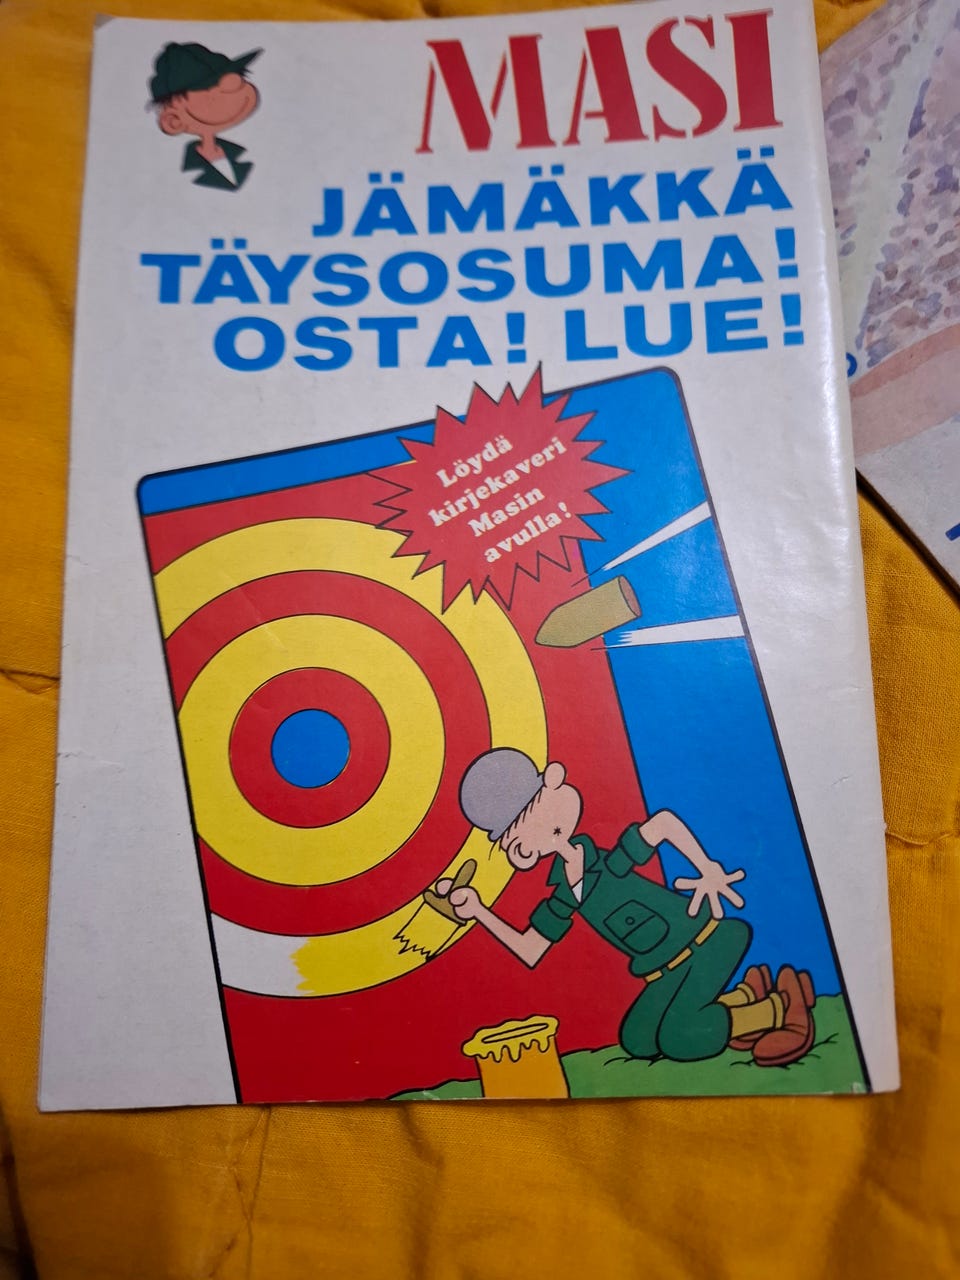 MASI
JÄMÄKKÄ
TÄYSOSUMA!
OSTA! LUE!
Löydä
kirjekaveri
Masin
avulla!